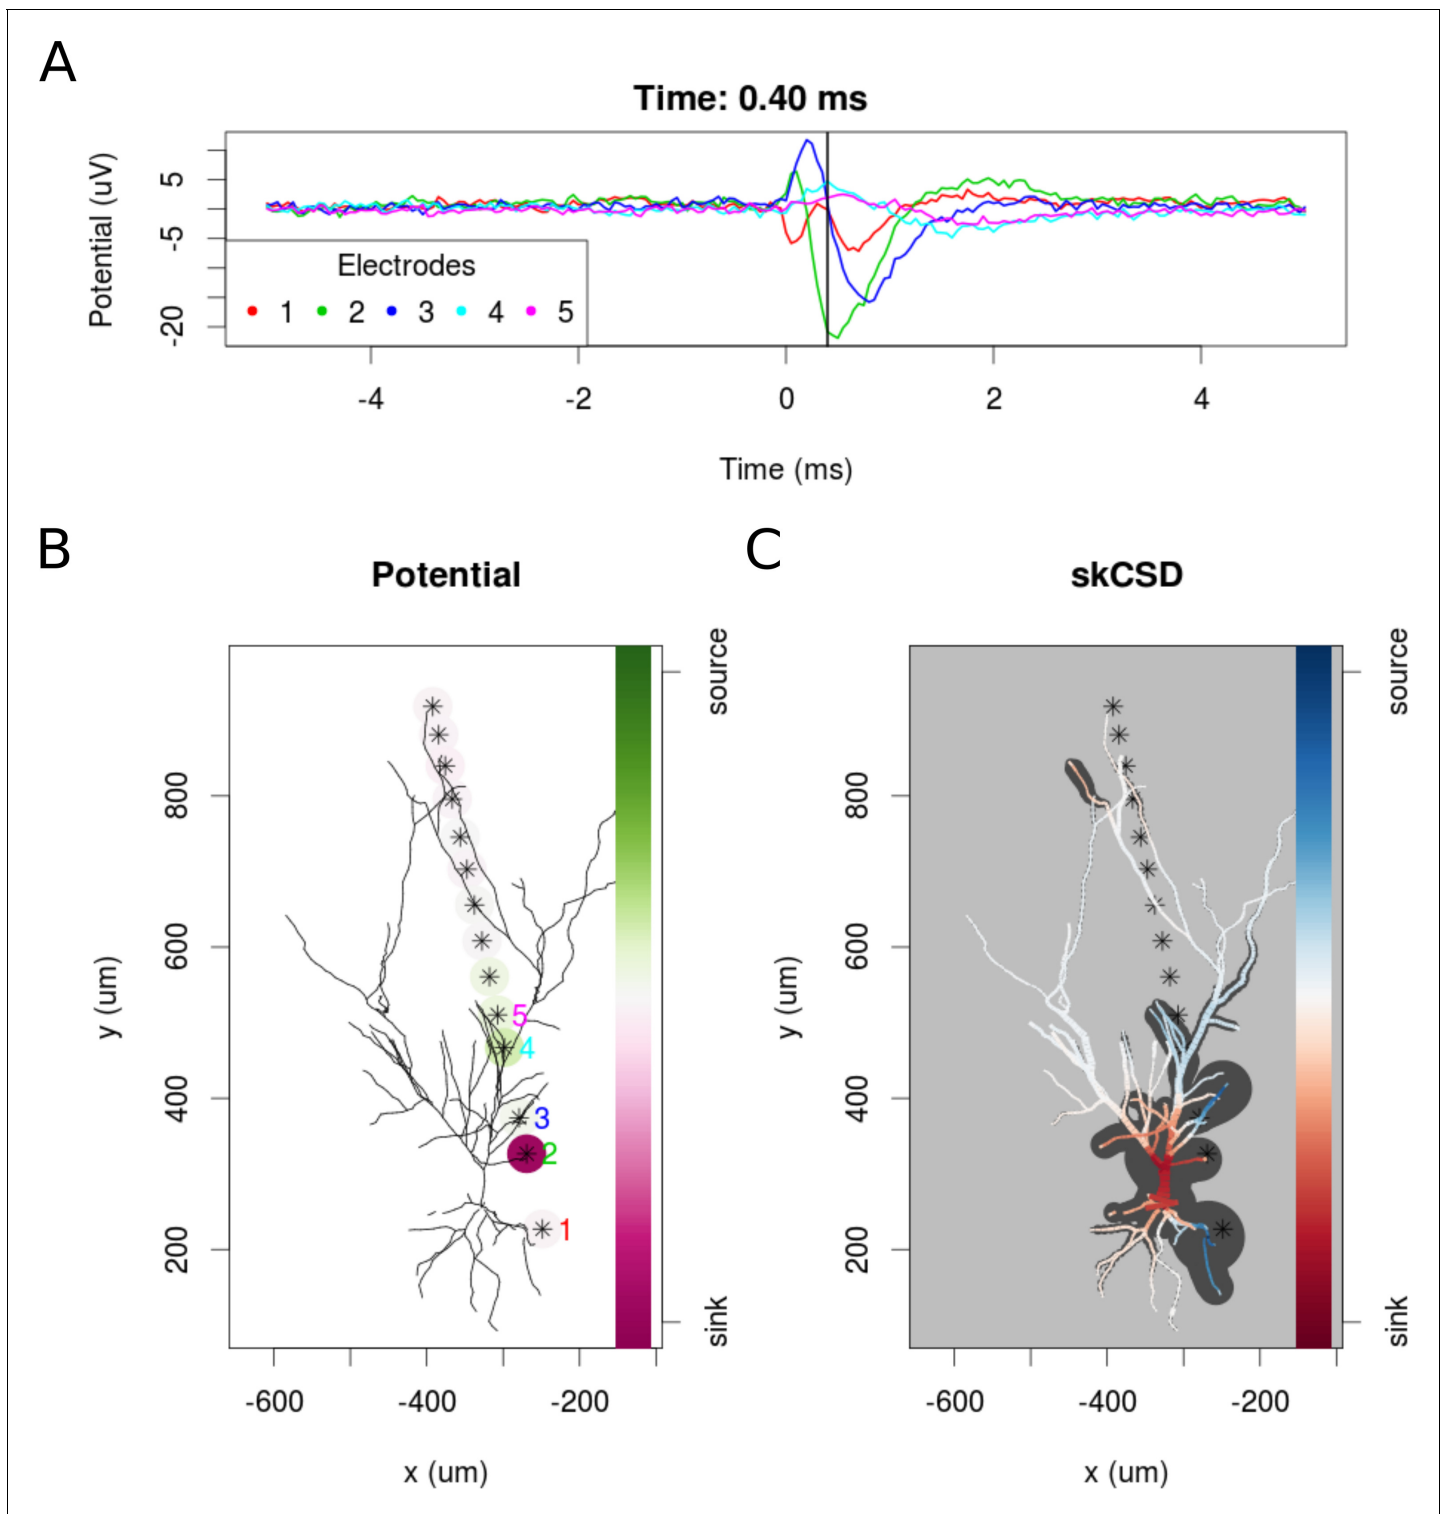 A
Time: 0.40 ms
Potential (uV)
5
-5
-20
Electrodes
1 2 3 4 5
-4 -2 0 2 4
Time (ms)
B
Potential
source
sink
800
600
400
200
y (um)
5
4
3
2
1
-600 -400 -200
x (um)
C
skCSD
source
sink
800
600
400
200
y (um)
-600 -400 -200
x (um)